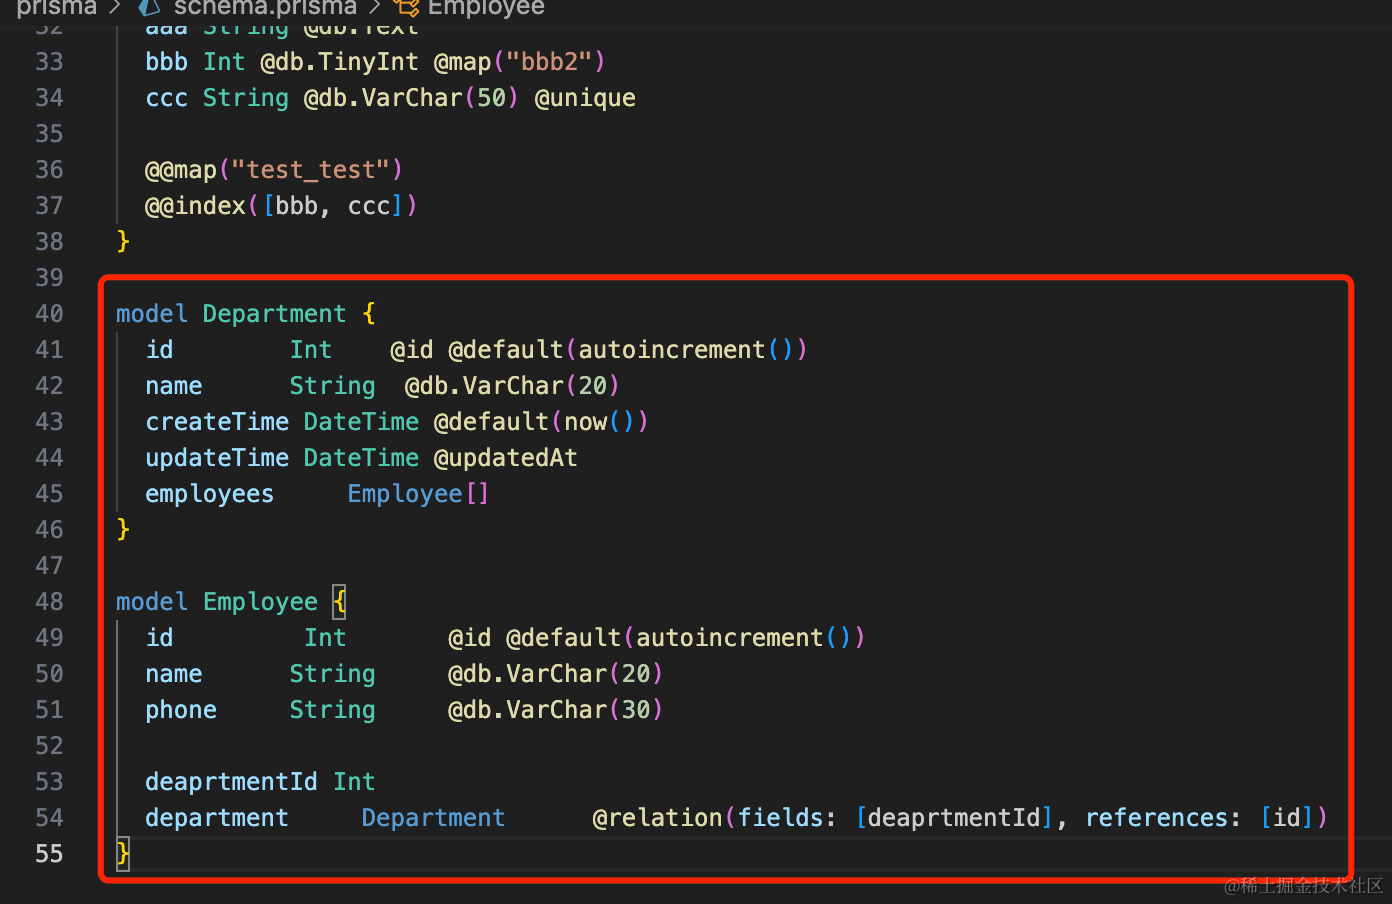 prisma > schema.prisma > Employee
32 aaa String @db.Text
33 bbb Int @db.TinyInt @map("bbb2")
34 ccc String @db.VarChar(50) @unique
35
36 @@map("test_test")
37 @@index([bbb, ccc])
38 }
39
40 model Department {
41 id Int @id @default(autoincrement())
42 name String @db.VarChar(20)
43 createTime DateTime @default(now())
44 updateTime DateTime @updatedAt
45 employees Employee[]
46 }
47
48 model Employee {
49 id Int @id @default(autoincrement())
50 name String @db.VarChar(20)
51 phone String @db.VarChar(30)
52
53 deaprtmentId Int
54 department Department @relation(fields: [deaprtmentId], references: [id])
55 }
@稀土掘金技术社区